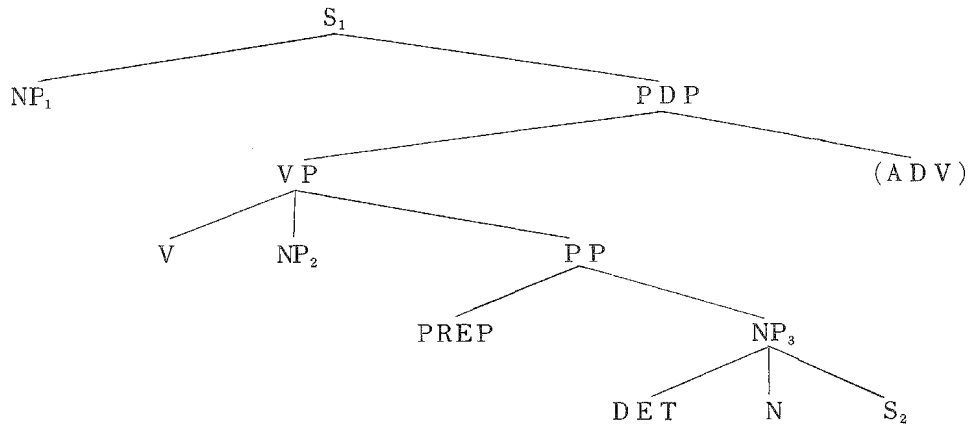 S₁
NP₁ PDP
VP (ADV)
V NP₂ PP
PREP NP₃
DET N S₂